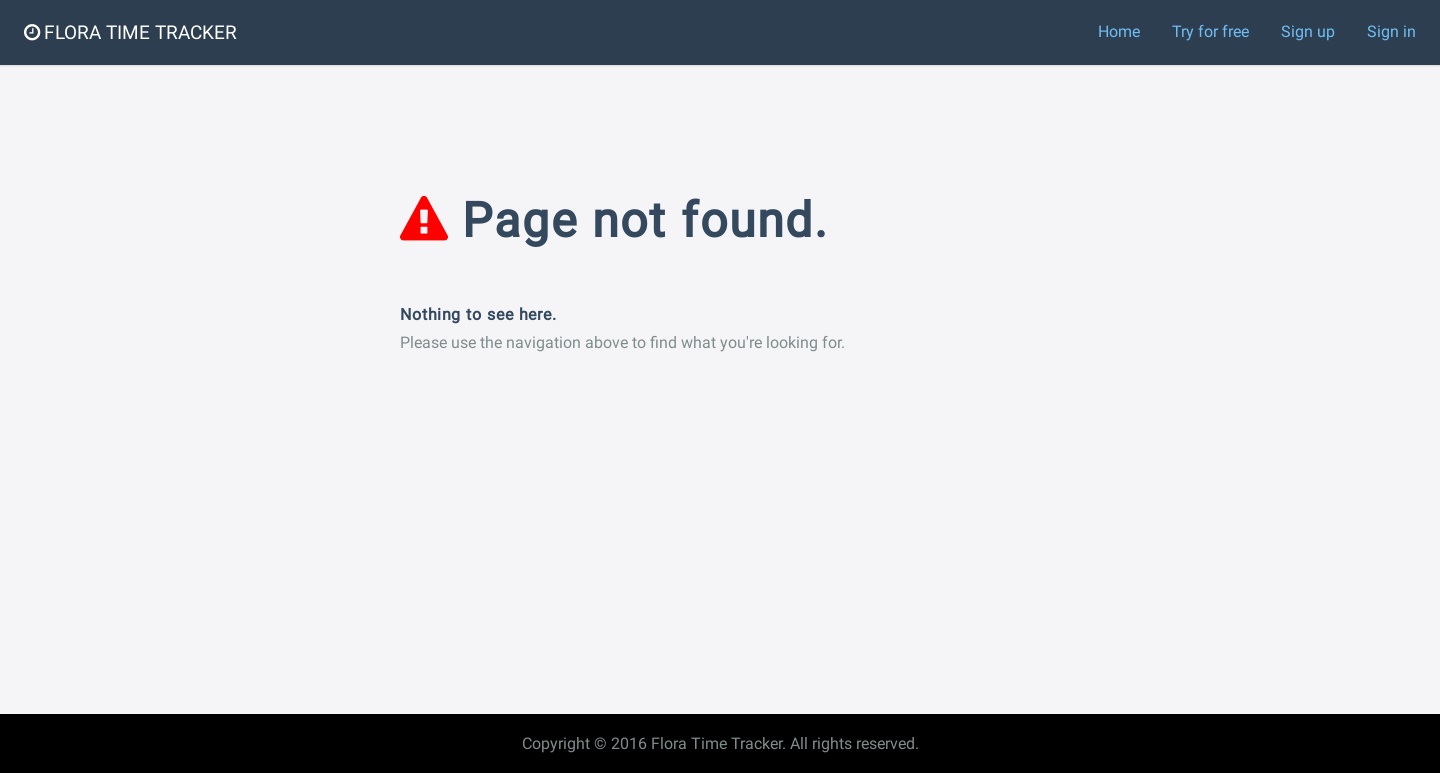 FLORA TIME TRACKER
Home
Try for free
Sign up
Sign in
Page not found.
Nothing to see here.
Please use the navigation above to find what you're looking for.
Copyright © 2016 Flora Time Tracker. All rights reserved.